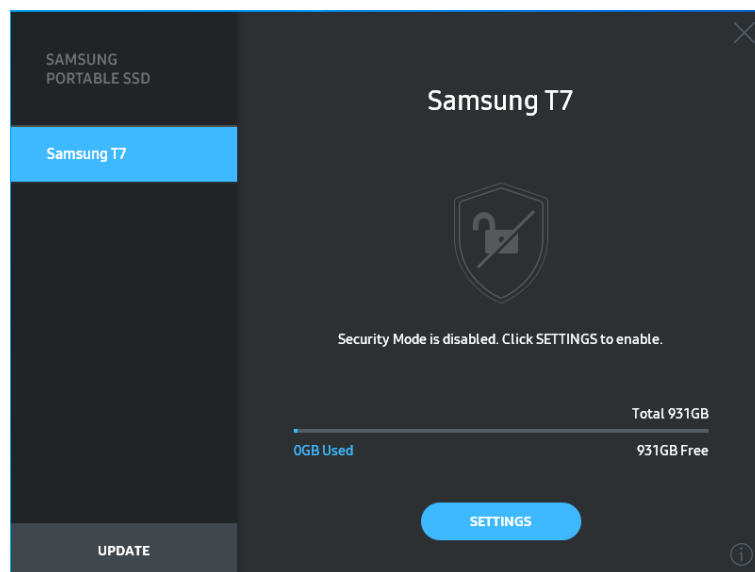 SAMSUNG
PORTABLE SSD
Samsung T7
Samsung T7
Security Mode is disabled. Click SETTINGS to enable.
Total 931GB
0GB Used
931GB Free
SETTINGS
UPDATE